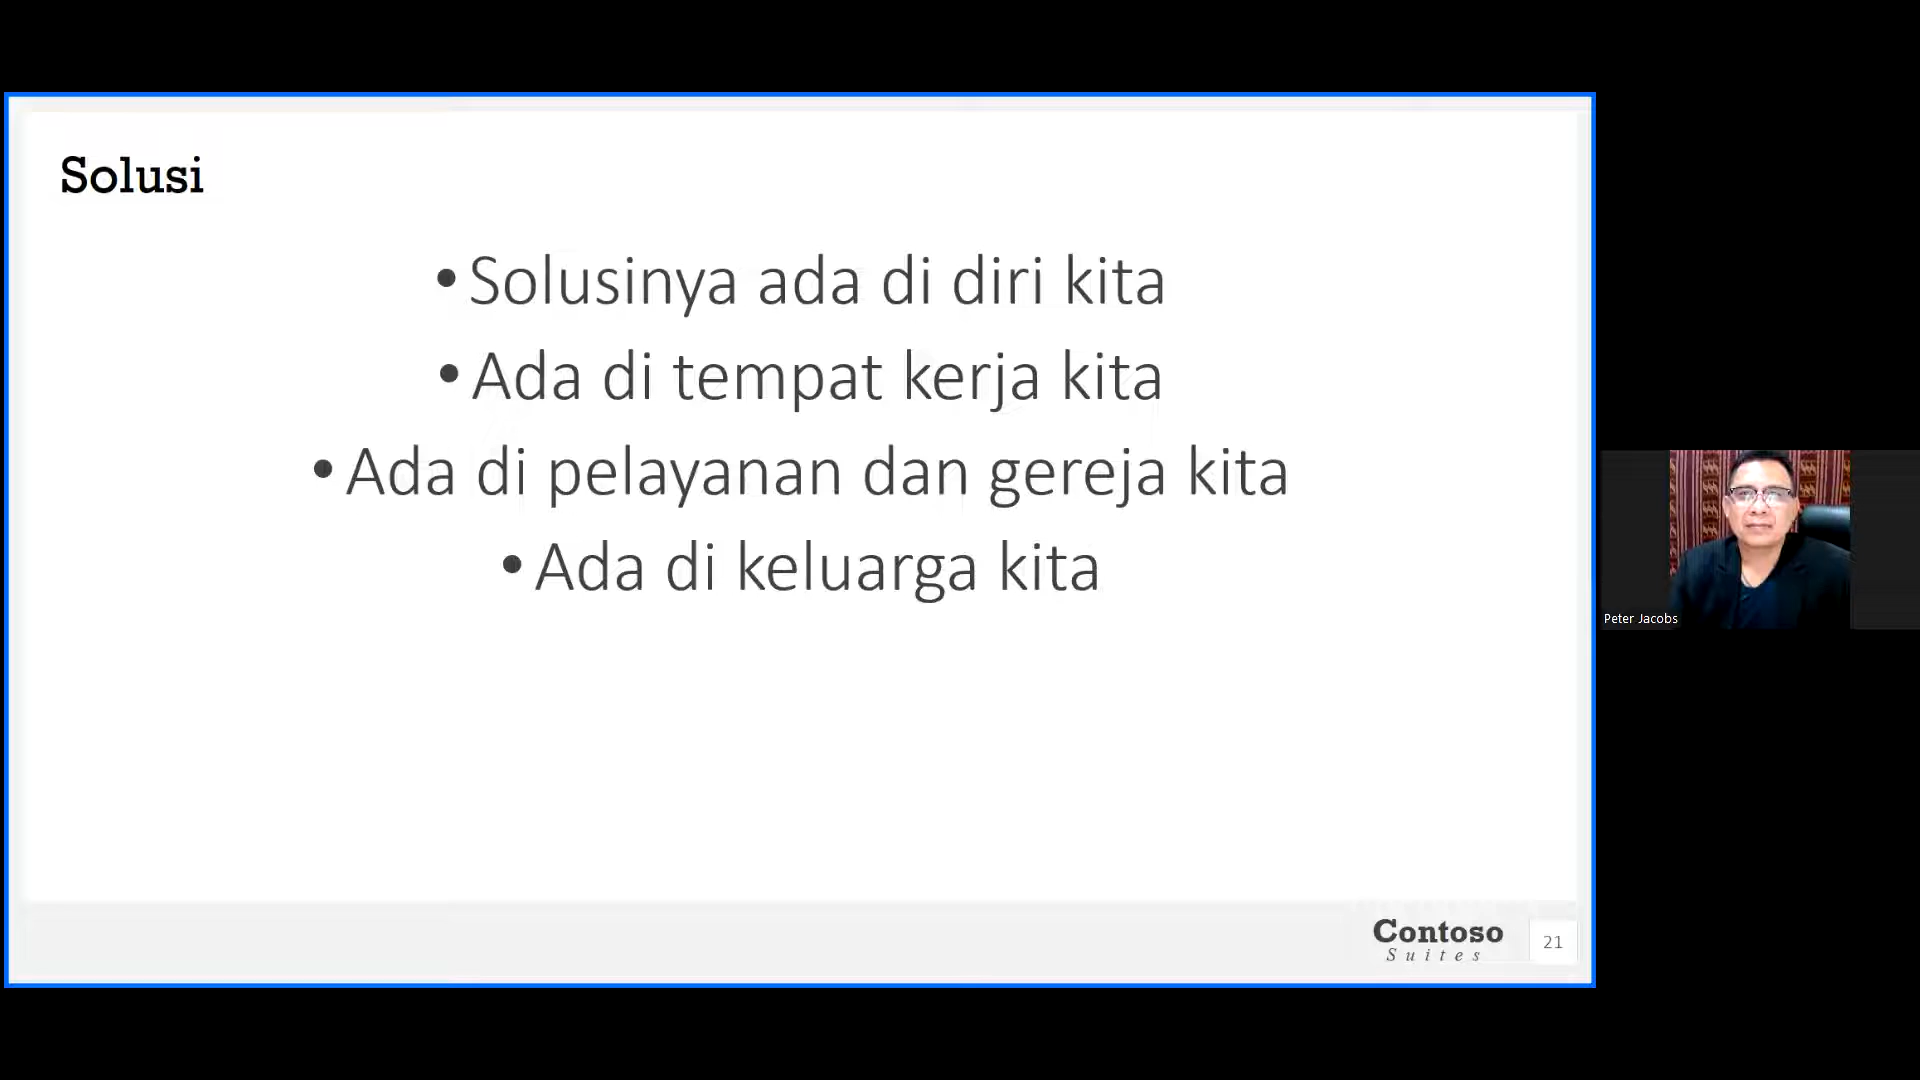 Solusi
• Solusinya ada di diri kita
• Ada di tempat kerja kita
• Ada di pelayanan dan gereja kita
• Ada di keluarga kita
Peter Jacobs
Contoso
Suites
21